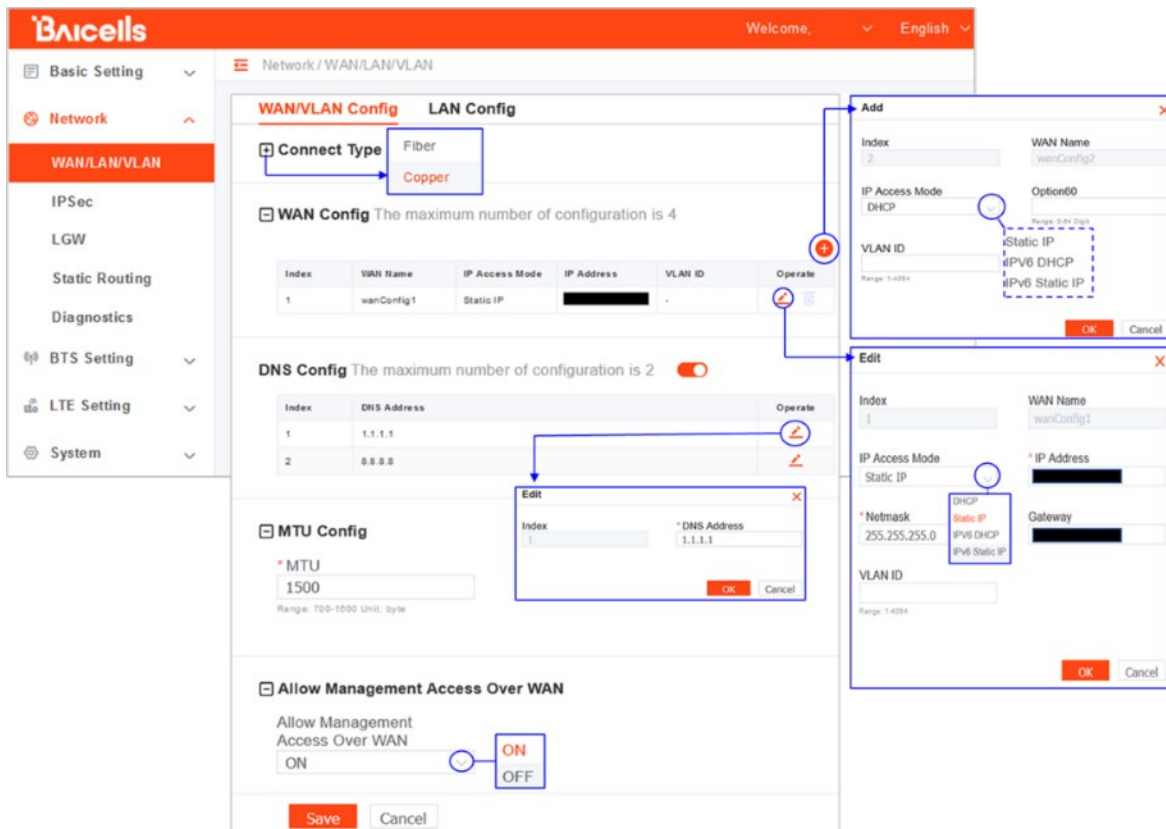 BAicells
Welcome,
English
Basic Setting
Network
WAN/LAN/VLAN
IPSec
LGW
Static Routing
Diagnostics
BTS Setting
LTE Setting
System
Network / WAN/LAN/VLAN
WAN/VLAN Config LAN Config
Connect Type
Fiber
Copper
WAN Config The maximum number of configuration is 4
Index WAN Name IP Access Mode IP Address VLAN ID Operate
1 wanConfig1 Static IP -
DNS Config The maximum number of configuration is 2
Index DNS Address Operate
1 1.1.1.1
2 8.8.8.8
Edit
Index * DNS Address
1 1.1.1.1
OK Cancel
MTU Config
* MTU
1500
Range: 700-1600 Unit: byte
Allow Management Access Over WAN
Allow Management
Access Over WAN
ON
ON
OFF
Save Cancel
Add
Index WAN Name
2 wanConfig2
IP Access Mode Option60
DHCP
Range: 0-64 Digit
Static IP
IPV6 DHCP
IPv6 Static IP
VLAN ID
Range: 1-4094
OK Cancel
Edit
Index WAN Name
1 wanConfig1
IP Access Mode * IP Address
Static IP
DHCP
Static IP
IPV6 DHCP
IPv6 Static IP
* Netmask Gateway
255.255.255.0
VLAN ID
Range: 1-4094
OK Cancel